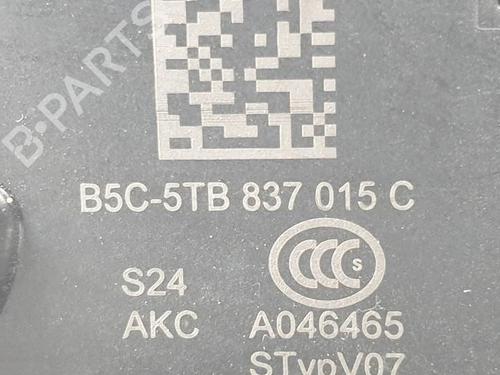 B-PARTS
B5C-5TB 837 015 C
CCC S
S24
AKC A046465
STypV07